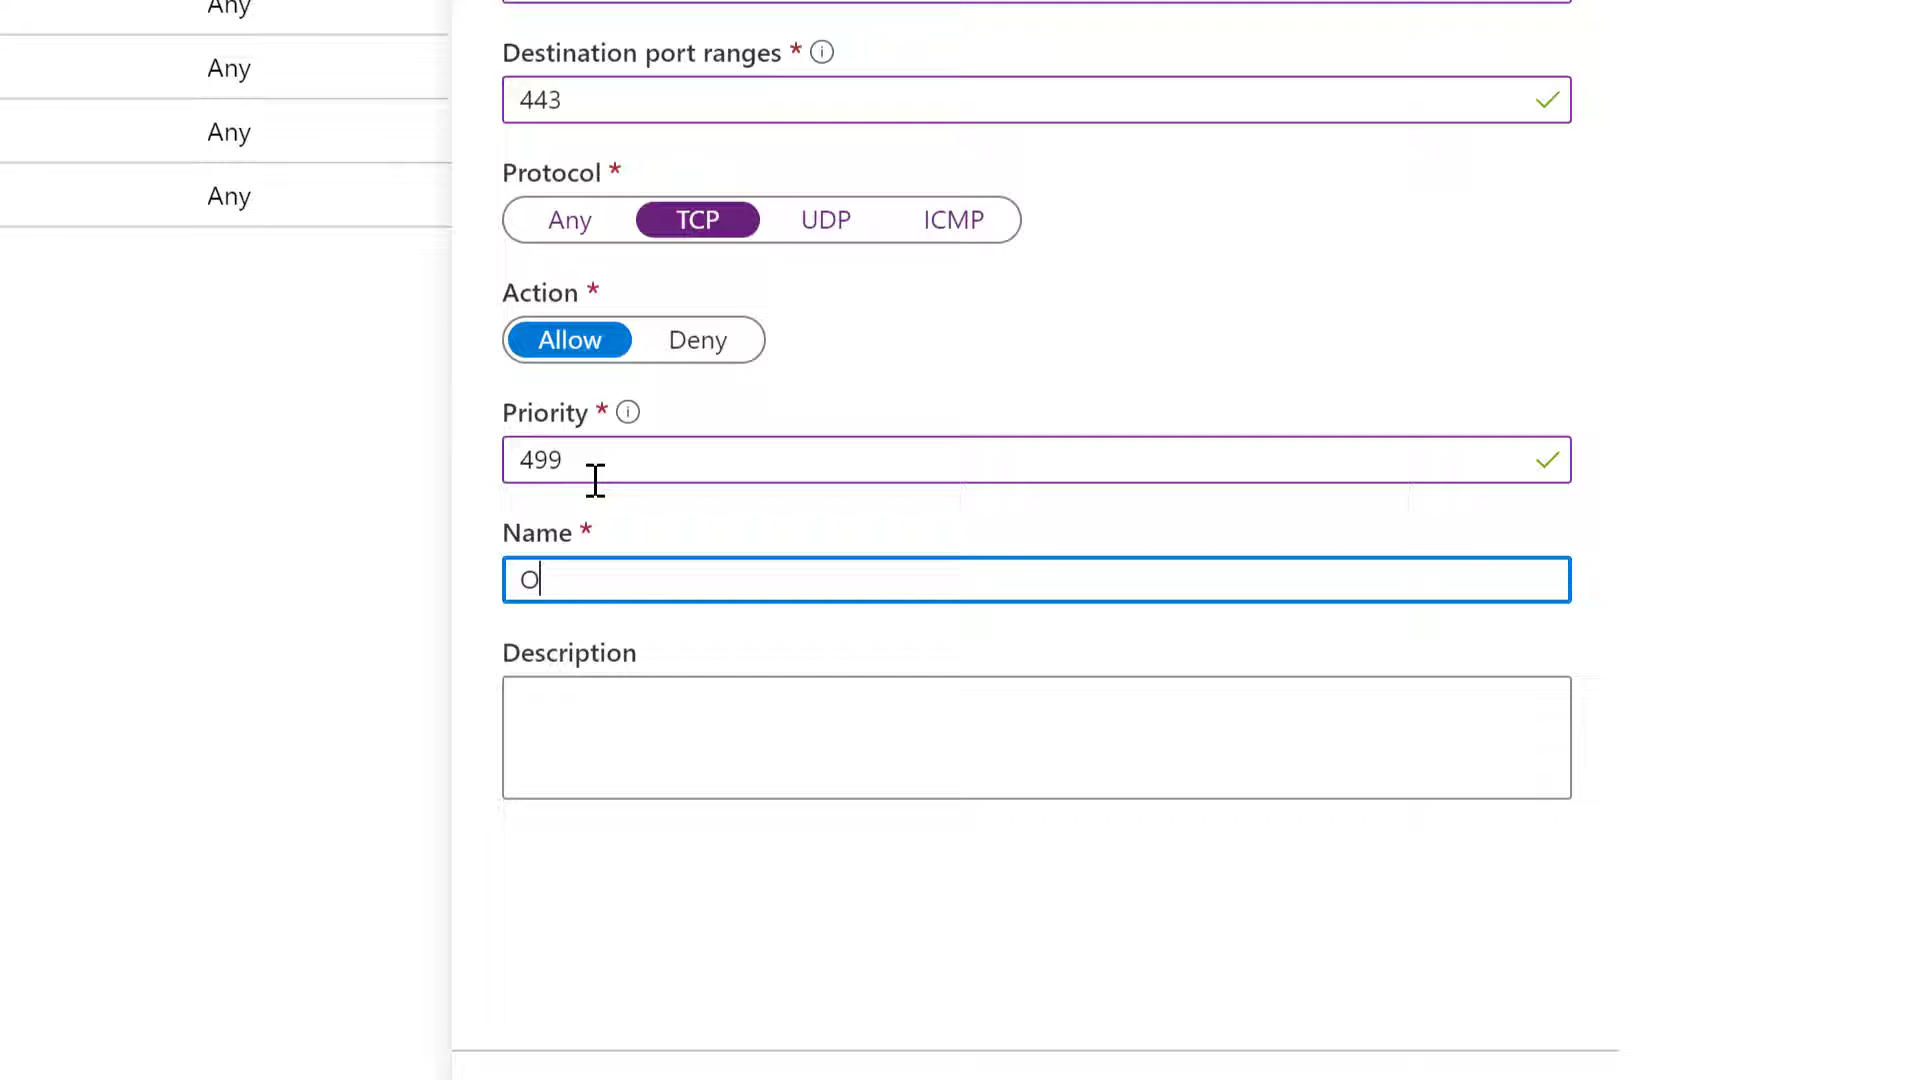 Any
Any
Any
Any
Destination port ranges *
443
Protocol *
Any TCP UDP ICMP
Action *
Allow Deny
Priority *
499
Name *
O
Description